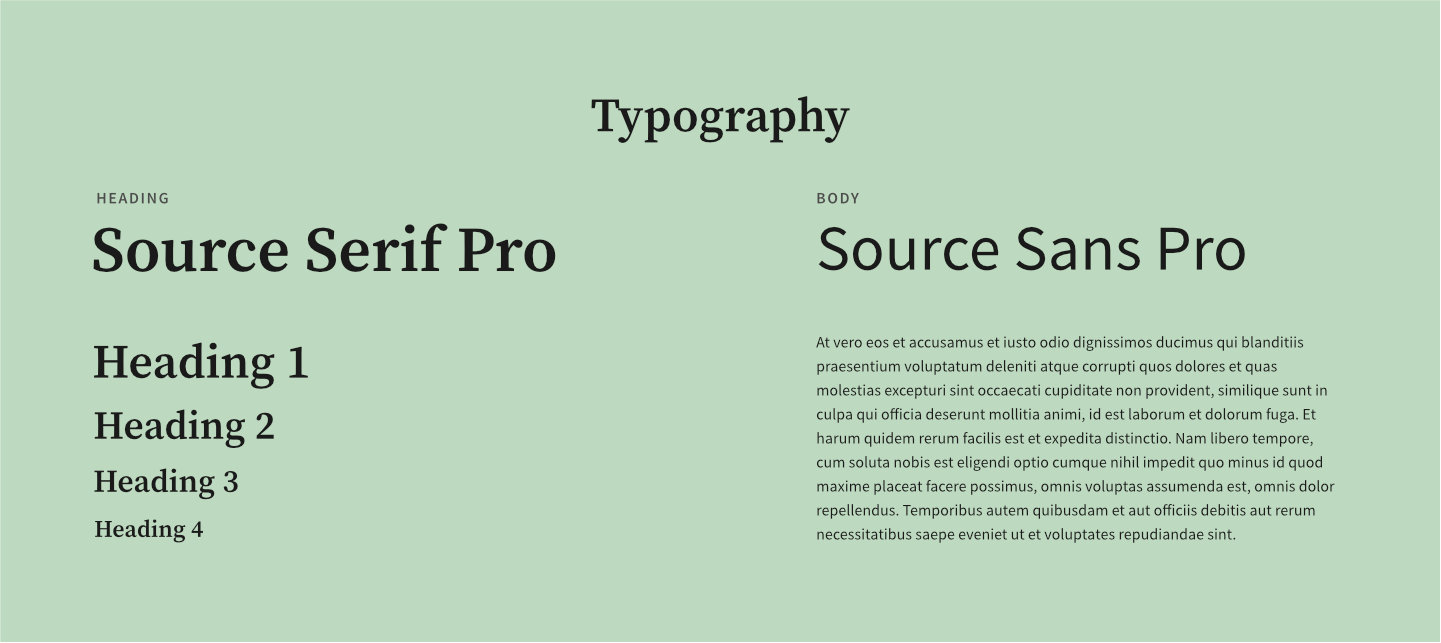 Typography
HEADING
Source Serif Pro
Heading 1
Heading 2
Heading 3
Heading 4
BODY
Source Sans Pro
At vero eos et accusamus et iusto odio dignissimos ducimus qui blanditiis
praesentium voluptatum deleniti atque corrupti quos dolores et quas
molestias excepturi sint occaecati cupiditate non provident, similique sunt in
culpa qui officia deserunt mollitia animi, id est laborum et dolorum fuga. Et
harum quidem rerum facilis est et expedita distinctio. Nam libero tempore,
cum soluta nobis est eligendi optio cumque nihil impedit quo minus id quod
maxime placeat facere possimus, omnis voluptas assumenda est, omnis dolor
repellendus. Temporibus autem quibusdam et aut officiis debitis aut rerum
necessitatibus saepe eveniet ut et voluptates repudiandae sint.